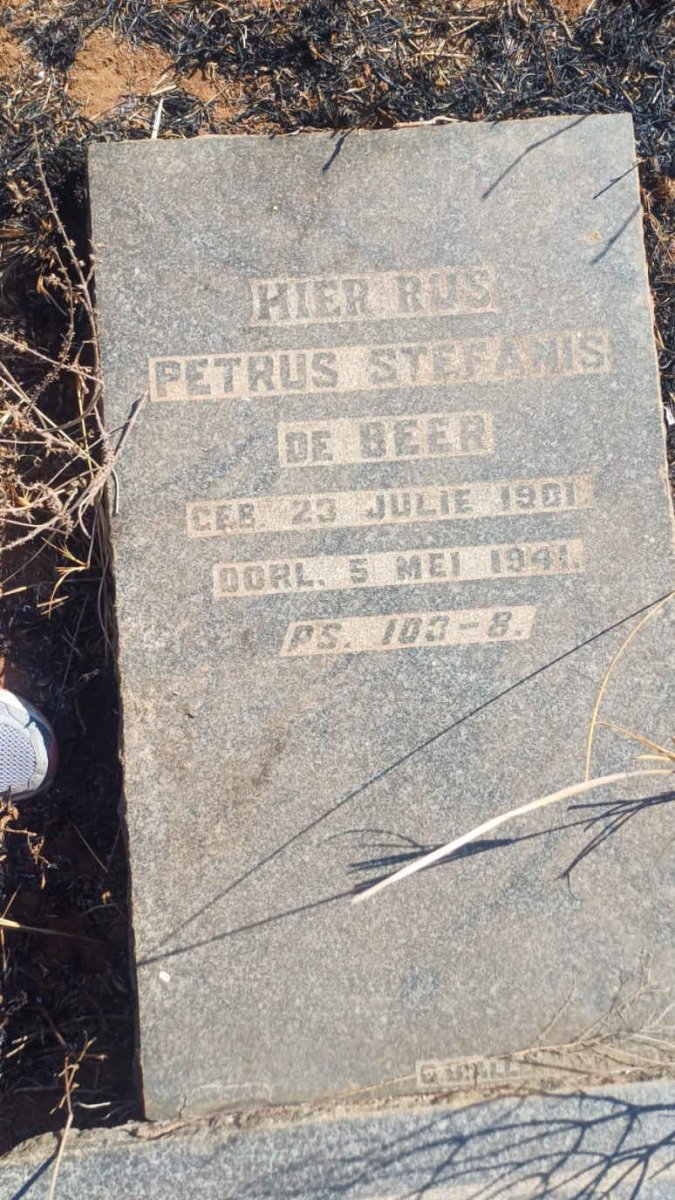 HIER RUS
PETRUS STEFANUS
DE BEER
GEB. 23 JULIE 1901.
OORL. 5 MEI 1941.
PS. 103-8.